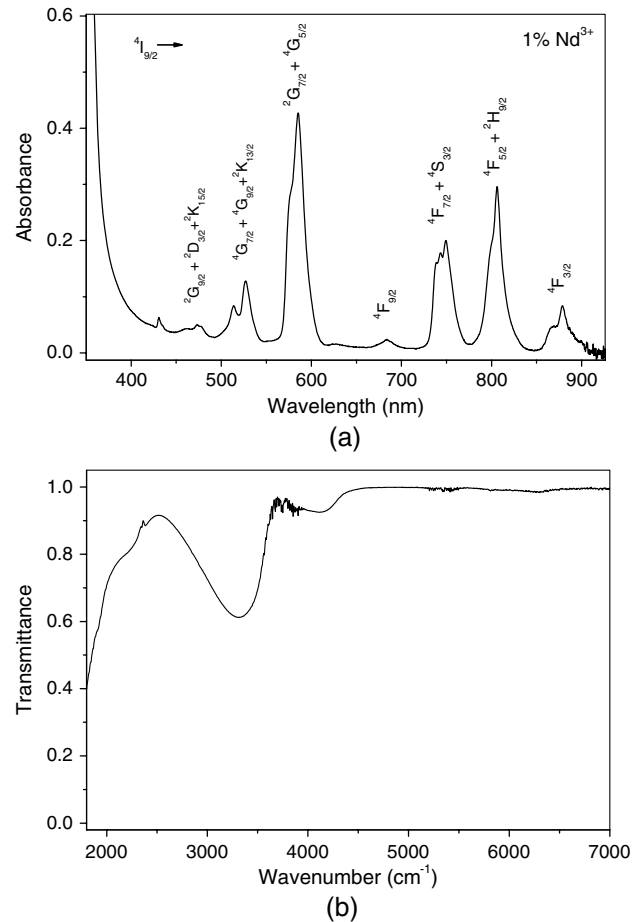 0.6
0.4
0.2
0.0
Absorbance
⁴I₉/₂
1% Nd³⁺
²G₉/₂ + ²D₃/₂ + ²K₁₅/₂
⁴G₇/₂ + ⁴G₉/₂ + ²K₁₃/₂
²G₇/₂ + ⁴G₅/₂
⁴F₉/₂
⁴F₇/₂ + ⁴S₃/₂
⁴F₅/₂ + ²H₉/₂
⁴F₃/₂
400 500 600 700 800 900
Wavelength (nm)
(a)
1.0
0.8
0.6
0.4
0.2
0.0
Transmittance
2000 3000 4000 5000 6000 7000
Wavenumber (cm⁻¹)
(b)